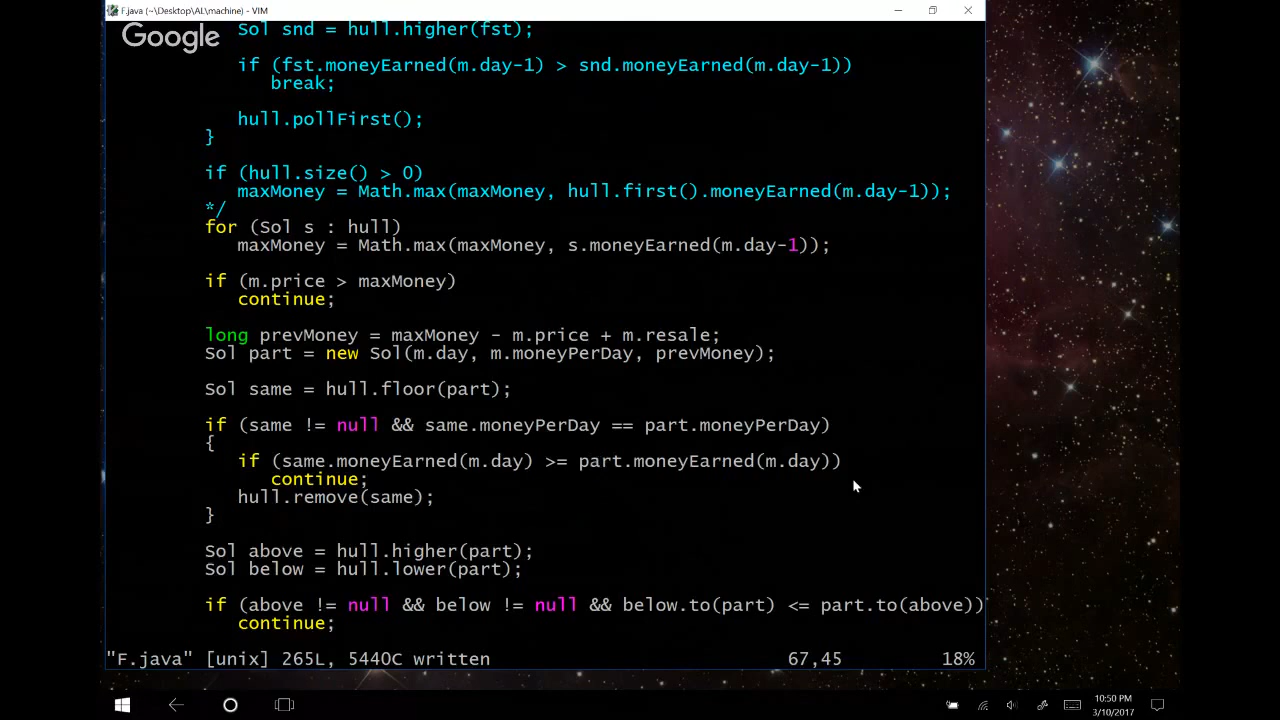 F.java (~\Desktop\AL\machine) - VIM
Google
Sol snd = hull.higher(fst);
if (fst.moneyEarned(m.day-1) > snd.moneyEarned(m.day-1))
break;
hull.pollFirst();
}
if (hull.size() > 0)
maxMoney = Math.max(maxMoney, hull.first().moneyEarned(m.day-1));
*/
for (Sol s : hull)
maxMoney = Math.max(maxMoney, s.moneyEarned(m.day-1));
if (m.price > maxMoney)
continue;
long prevMoney = maxMoney - m.price + m.resale;
Sol part = new Sol(m.day, m.moneyPerDay, prevMoney);
Sol same = hull.floor(part);
if (same != null && same.moneyPerDay == part.moneyPerDay)
{
if (same.moneyEarned(m.day) >= part.moneyEarned(m.day))
continue;
hull.remove(same);
}
Sol above = hull.higher(part);
Sol below = hull.lower(part);
if (above != null && below != null && below.to(part) <= part.to(above))
continue;
"F.java" [unix] 265L, 5440C written 67,45 18%
10:50 PM
3/10/2017